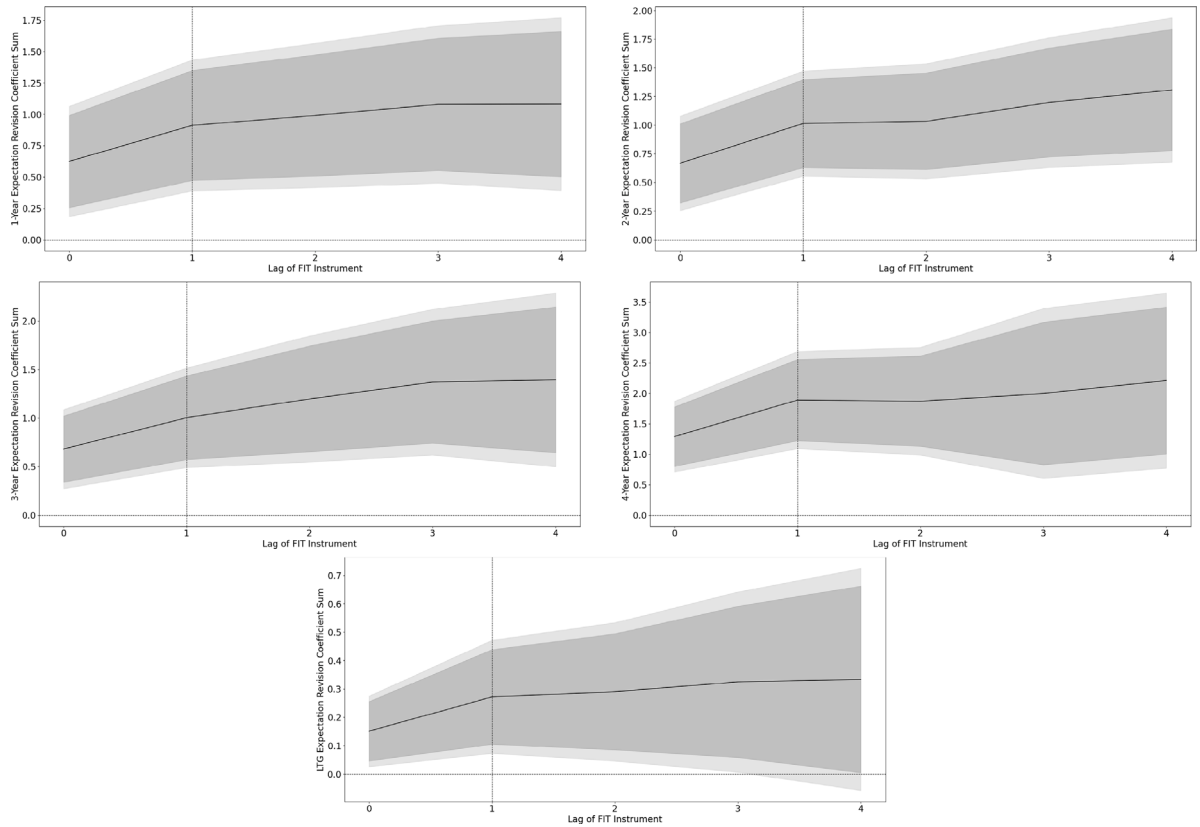 1-Year Expectation Revision Coefficient Sum
1.75
1.50
1.25
1.00
0.75
0.50
0.25
0.00
0 1 2 3 4
Lag of FIT Instrument
2-Year Expectation Revision Coefficient Sum
2.00
1.75
1.50
1.25
1.00
0.75
0.50
0.25
0.00
0 1 2 3 4
Lag of FIT Instrument
3-Year Expectation Revision Coefficient Sum
2.0
1.5
1.0
0.5
0.0
0 1 2 3 4
Lag of FIT Instrument
4-Year Expectation Revision Coefficient Sum
3.5
3.0
2.5
2.0
1.5
1.0
0.5
0.0
0 1 2 3 4
Lag of FIT Instrument
LTG Expectation Revision Coefficient Sum
0.7
0.6
0.5
0.4
0.3
0.2
0.1
0.0
0 1 2 3 4
Lag of FIT Instrument